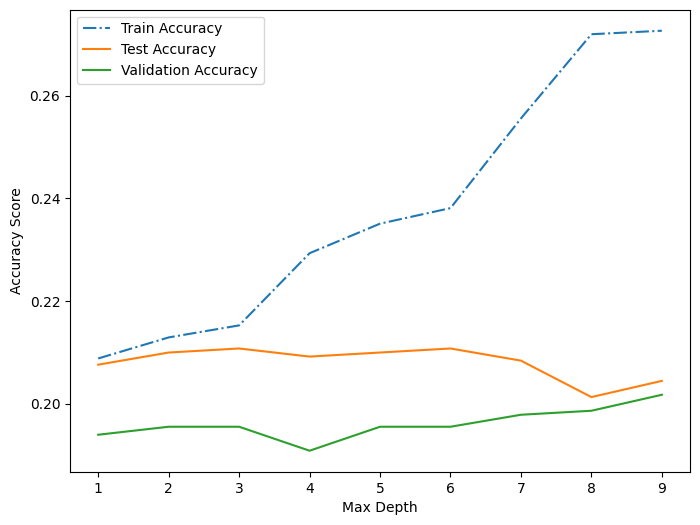 Train Accuracy
Test Accuracy
Validation Accuracy
0.26
0.24
0.22
0.20
Accuracy Score
1 2 3 4 5 6 7 8 9
Max Depth